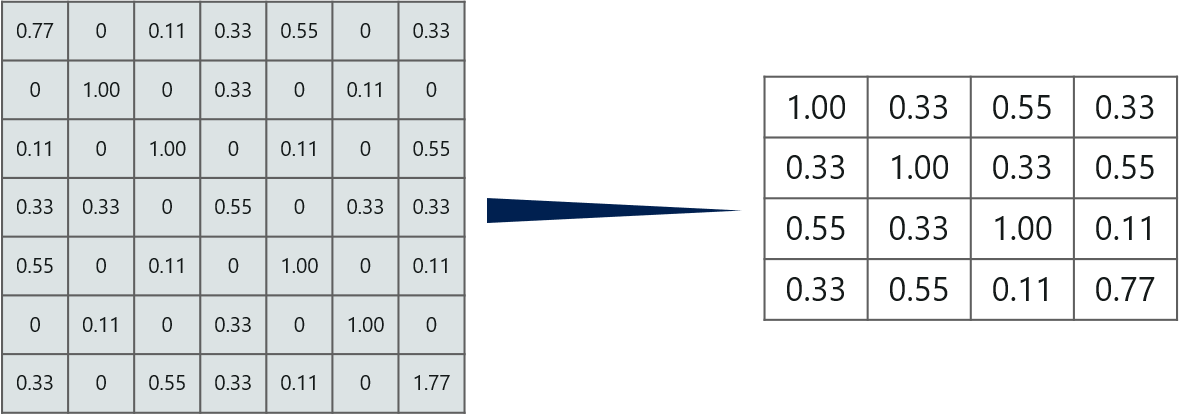 0.77 0 0.11 0.33 0.55 0 0.33
0 1.00 0 0.33 0 0.11 0
0.11 0 1.00 0 0.11 0 0.55
0.33 0.33 0 0.55 0 0.33 0.33
0.55 0 0.11 0 1.00 0 0.11
0 0.11 0 0.33 0 1.00 0
0.33 0 0.55 0.33 0.11 0 1.77
1.00 0.33 0.55 0.33
0.33 1.00 0.33 0.55
0.55 0.33 1.00 0.11
0.33 0.55 0.11 0.77